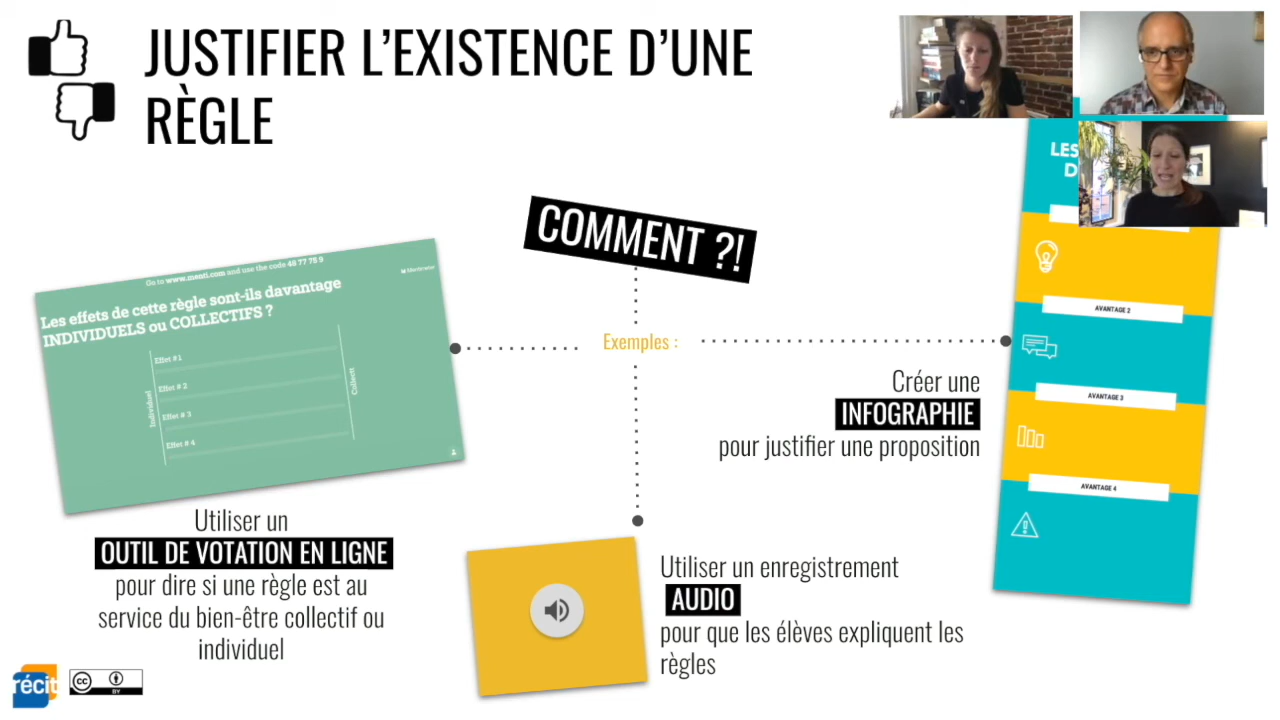 JUSTIFIER L’EXISTENCE D’UNE
RÈGLE
COMMENT ?!
Exemples :
Go to www.menti.com and use the code 48 77 75 9
Mentimeter
Les effets de cette règle sont-ils davantage
INDIVIDUELS ou COLLECTIFS ?
Individuel
Effet #1
Effet # 2
Effet # 3
Effet # 4
Collectif
Utiliser un
OUTIL DE VOTATION EN LIGNE
pour dire si une règle est au
service du bien-être collectif ou
individuel
Utiliser un enregistrement
AUDIO
pour que les élèves expliquent les
règles
Créer une
INFOGRAPHIE
pour justifier une proposition
LES
D
AVANTAGE 2
AVANTAGE 3
AVANTAGE 4
récit
cc
BY